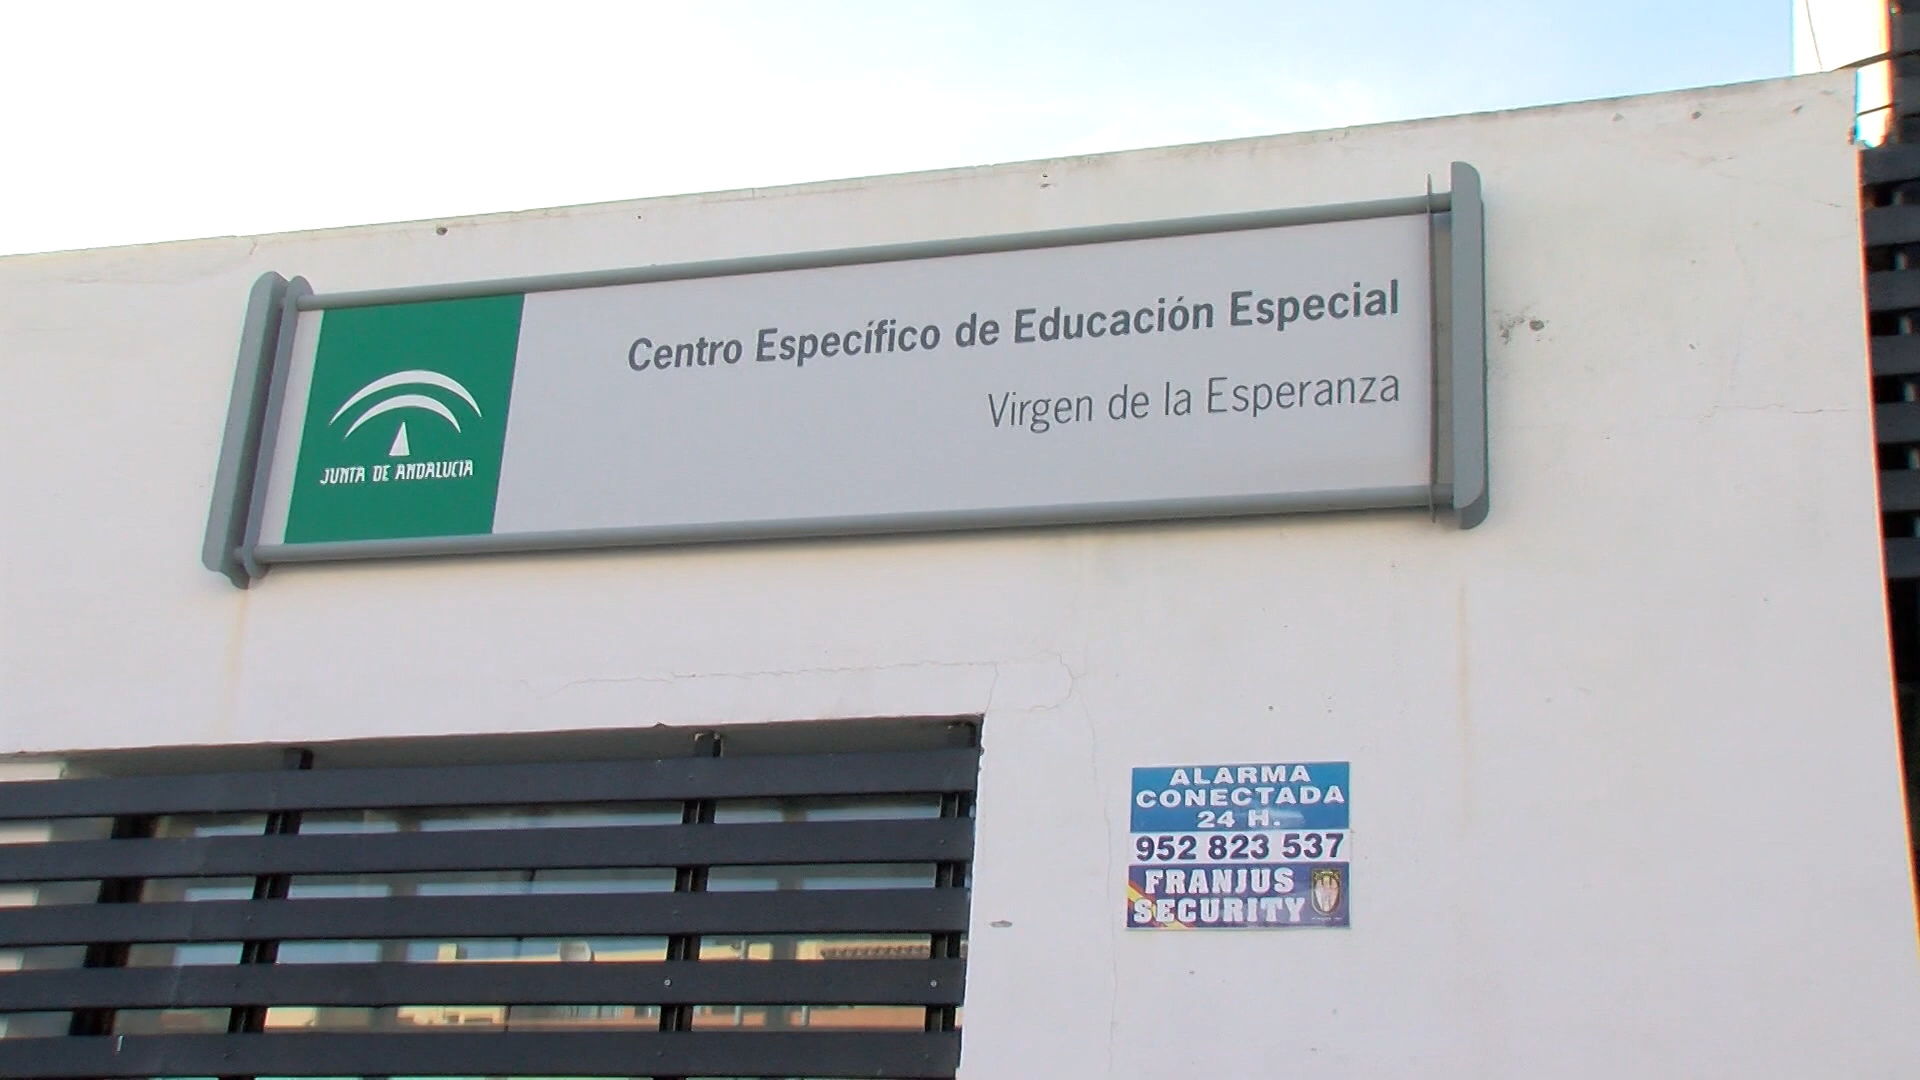 Centro Específico de Educación Especial
Virgen de la Esperanza
JUNTA DE ANDALUCIA
ALARMA
CONECTADA
24 H.
952 823 537
FRANJUS
SECURITY